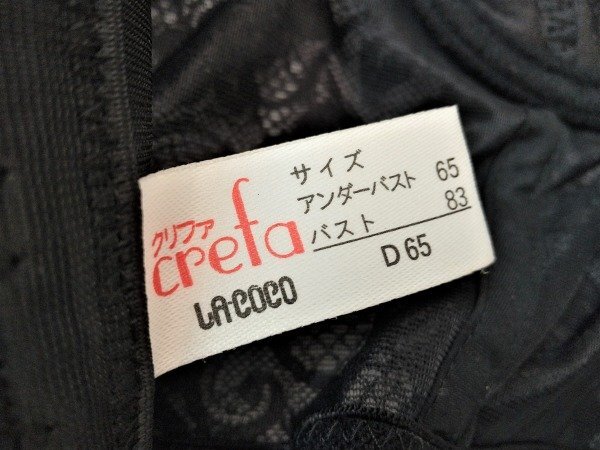 クリファ
crefa
LA-COCO
サイズ
アンダーバスト 65
バスト 83
D65